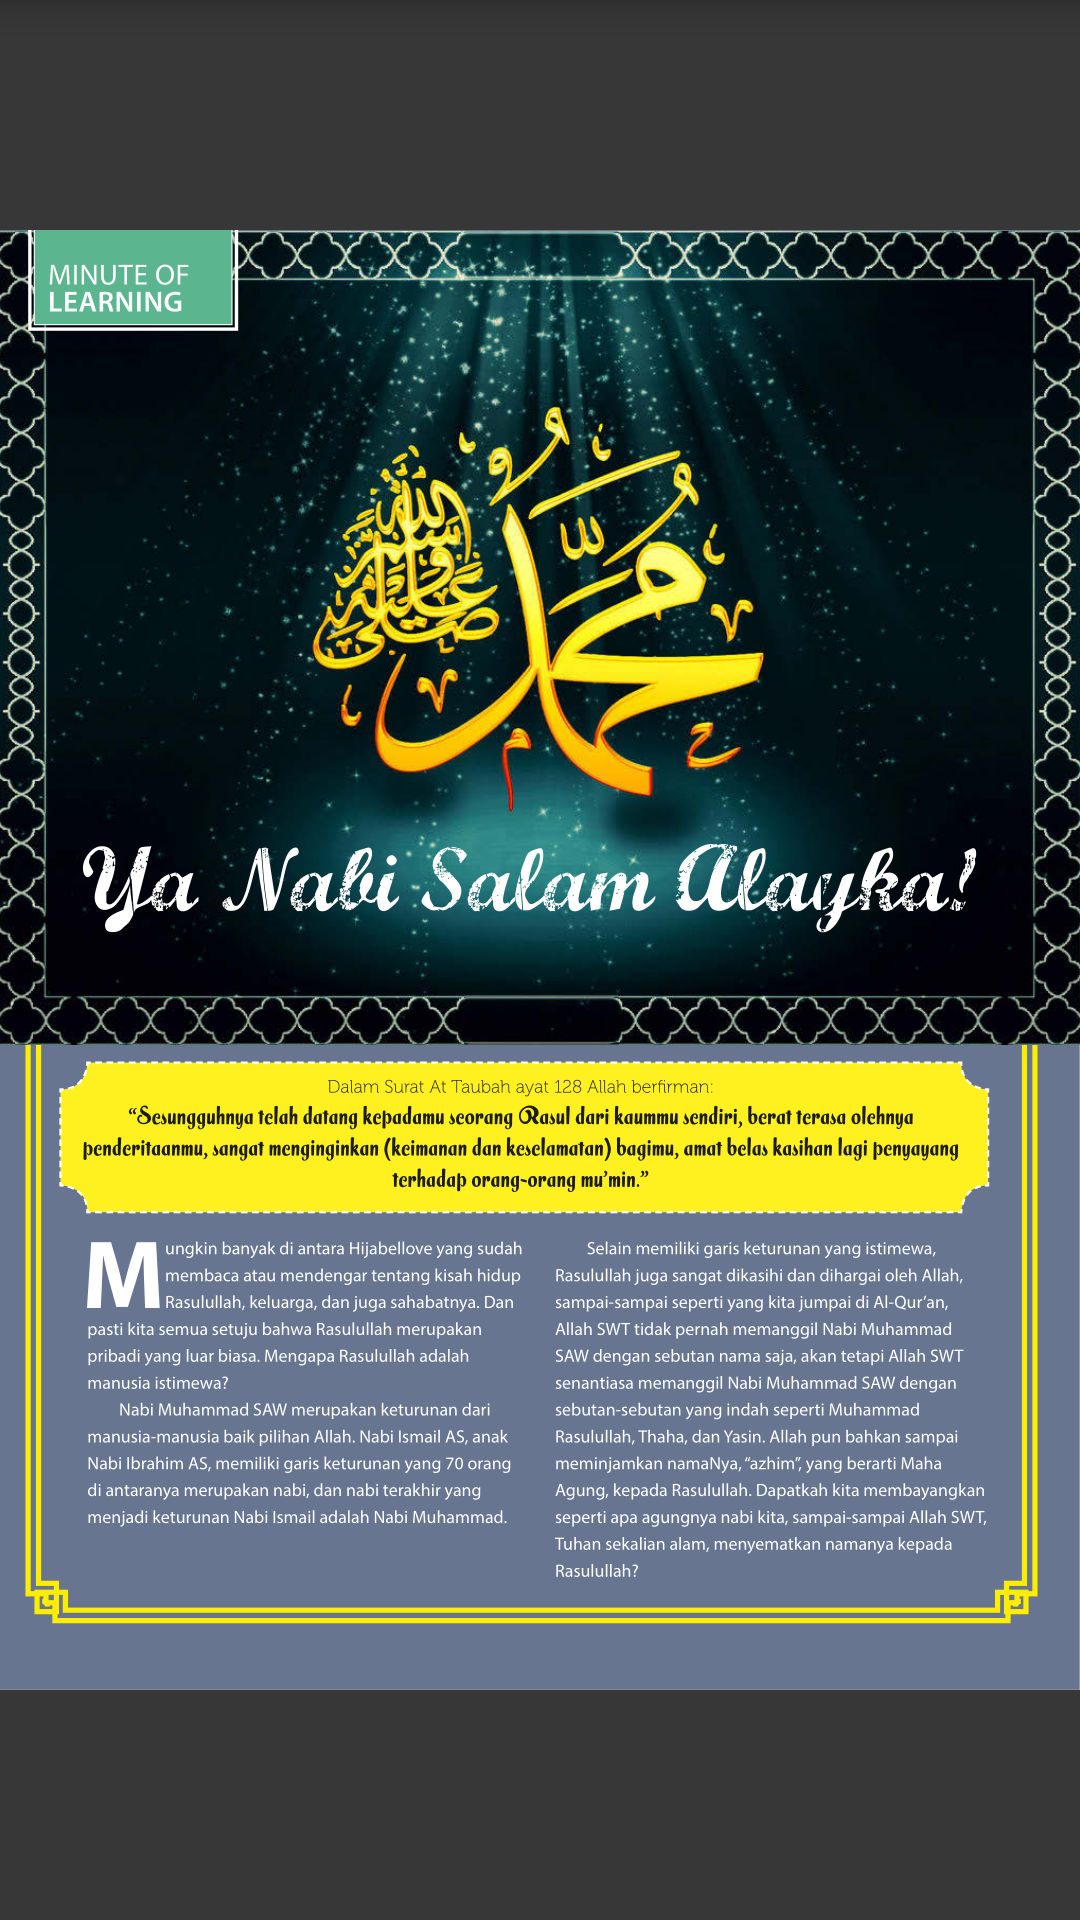 MINUTE OF
LEARNING
محمد
صلى الله عليه وسلم
Ya Nabi Salam Alayka!
Dalam Surat At Taubah ayat 128 Allah berfirman:
“Sesungguhnya telah datang kepadamu seorang Rasul dari kaummu sendiri, berat terasa olehnya
penderitaanmu, sangat menginginkan (keimanan dan keselamatan) bagimu, amat belas kasihan lagi penyayang
terhadap orang-orang mu’min.”
Mungkin banyak di antara Hijabellove yang sudah
membaca atau mendengar tentang kisah hidup
Rasulullah, keluarga, dan juga sahabatnya. Dan
pasti kita semua setuju bahwa Rasulullah merupakan
pribadi yang luar biasa. Mengapa Rasulullah adalah
manusia istimewa?
Nabi Muhammad SAW merupakan keturunan dari
manusia-manusia baik pilihan Allah. Nabi Ismail AS, anak
Nabi Ibrahim AS, memiliki garis keturunan yang 70 orang
di antaranya merupakan nabi, dan nabi terakhir yang
menjadi keturunan Nabi Ismail adalah Nabi Muhammad.
Selain memiliki garis keturunan yang istimewa,
Rasulullah juga sangat dikasihi dan dihargai oleh Allah,
sampai-sampai seperti yang kita jumpai di Al-Qur’an,
Allah SWT tidak pernah memanggil Nabi Muhammad
SAW dengan sebutan nama saja, akan tetapi Allah SWT
senantiasa memanggil Nabi Muhammad SAW dengan
sebutan-sebutan yang indah seperti Muhammad
Rasulullah, Thaha, dan Yasin. Allah pun bahkan sampai
meminjamkan namaNya, “azhim”, yang berarti Maha
Agung, kepada Rasulullah. Dapatkah kita membayangkan
seperti apa agungnya nabi kita, sampai-sampai Allah SWT,
Tuhan sekalian alam, menyematkan namanya kepada
Rasulullah?